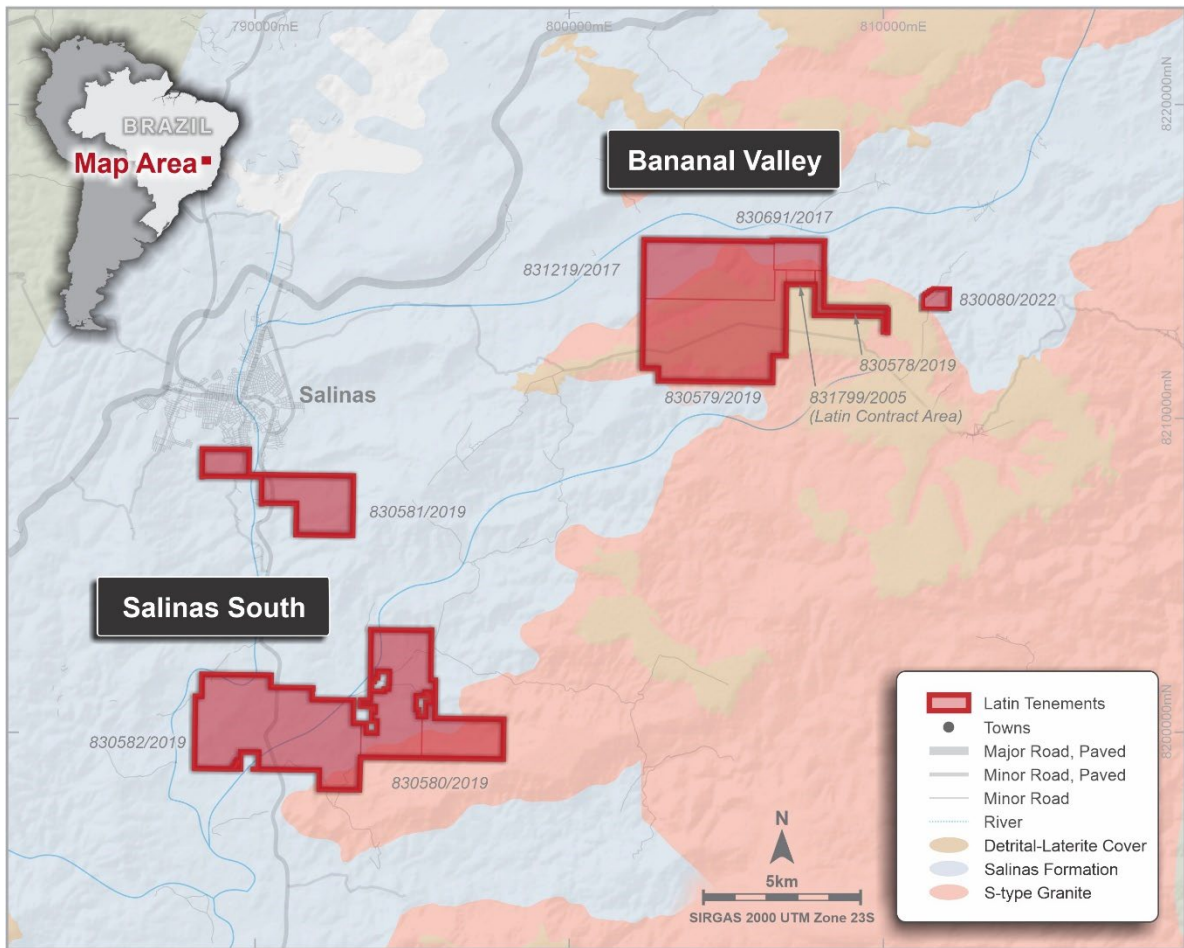 790000mE
800000mE
810000mE
8220000mN
BRAZIL
Map Area
Bananal Valley
830691/2017
831219/2017
830080/2022
830578/2019
830579/2019
831799/2005
(Latin Contract Area)
8210000mN
Salinas
830581/2019
Salinas South
830582/2019
830580/2019
8200000mN
Latin Tenements
Towns
Major Road, Paved
Minor Road, Paved
Minor Road
River
Detrital-Laterite Cover
Salinas Formation
S-type Granite
N
5km
SIRGAS 2000 UTM Zone 23S